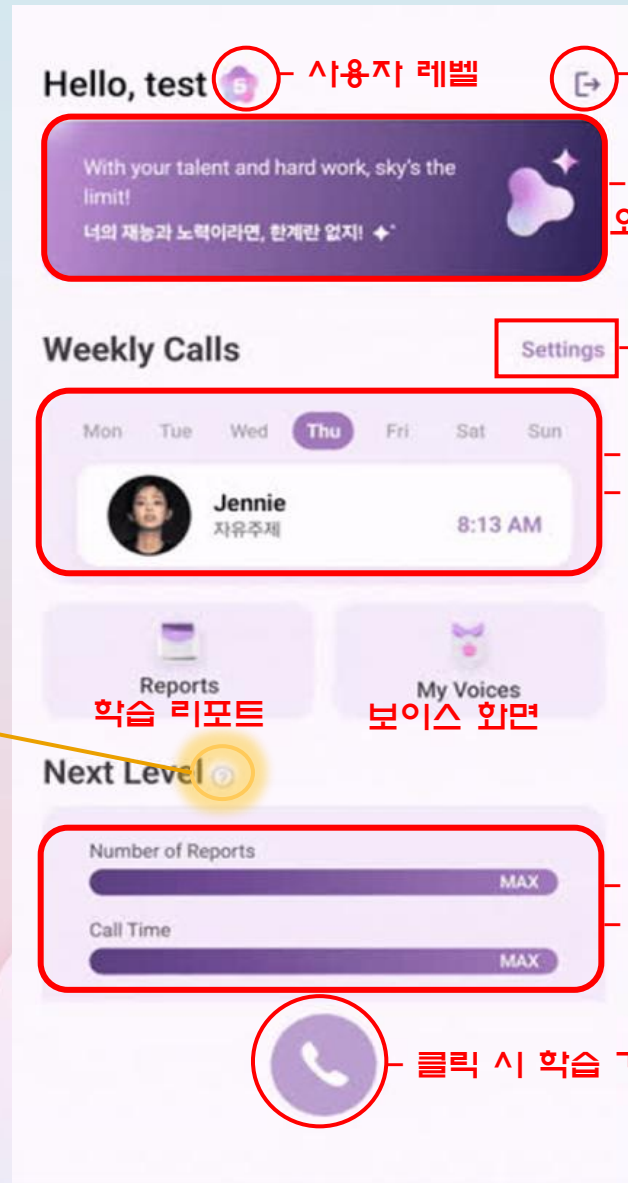 Hello, test 5
사용자 레벨
With your talent and hard work, sky's the
limit!
너의 재능과 노력이라면, 한계란 없지!
Weekly Calls
Settings
Mon Tue Wed Thu Fri Sat Sun
Jennie
자유주제
8:13 AM
Reports
학습 리포트
My Voices
보이스 화면
Next Level ?
Number of Reports
MAX
Call Time
MAX
클릭 시 학습